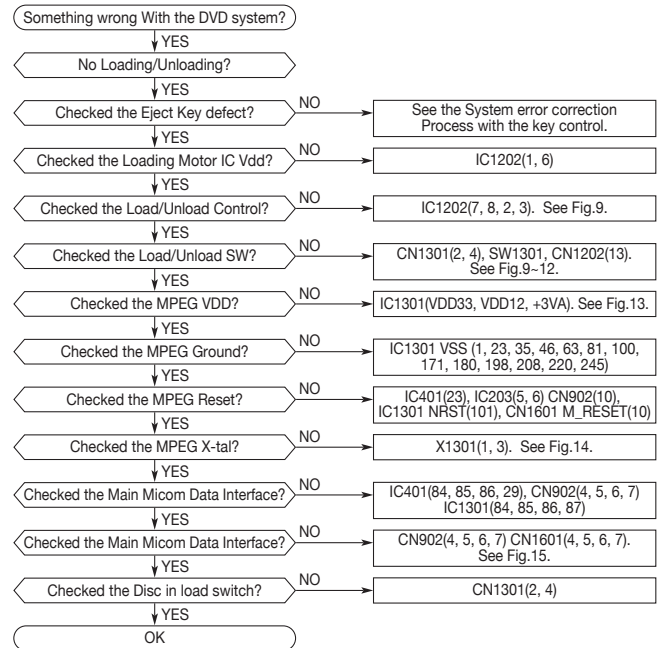 Something wrong With the DVD system?
YES
No Loading/Unloading?
YES
Checked the Eject Key defect?
NO
See the System error correction
Process with the key control.
YES
Checked the Loading Motor IC Vdd?
NO
IC1202(1, 6)
YES
Checked the Load/Unload Control?
NO
IC1202(7, 8, 2, 3). See Fig.9.
YES
Checked the Load/Unload SW?
NO
CN1301(2, 4), SW1301, CN1202(13).
See Fig.9~12.
YES
Checked the MPEG VDD?
NO
IC1301(VDD33, VDD12, +3VA). See Fig.13.
YES
Checked the MPEG Ground?
NO
IC1301 VSS (1, 23, 35, 46, 63, 81, 100,
171, 180, 198, 208, 220, 245)
YES
Checked the MPEG Reset?
NO
IC401(23), IC203(5, 6) CN902(10),
IC1301 NRST(101), CN1601 M_RESET(10)
YES
Checked the MPEG X-tal?
NO
X1301(1, 3). See Fig.14.
YES
Checked the Main Micom Data Interface?
NO
IC401(84, 85, 86, 29), CN902(4, 5, 6, 7)
IC1301(84, 85, 86, 87)
YES
Checked the Main Micom Data Interface?
NO
CN902(4, 5, 6, 7) CN1601(4, 5, 6, 7).
See Fig.15.
YES
Checked the Disc in load switch?
NO
CN1301(2, 4)
YES
OK